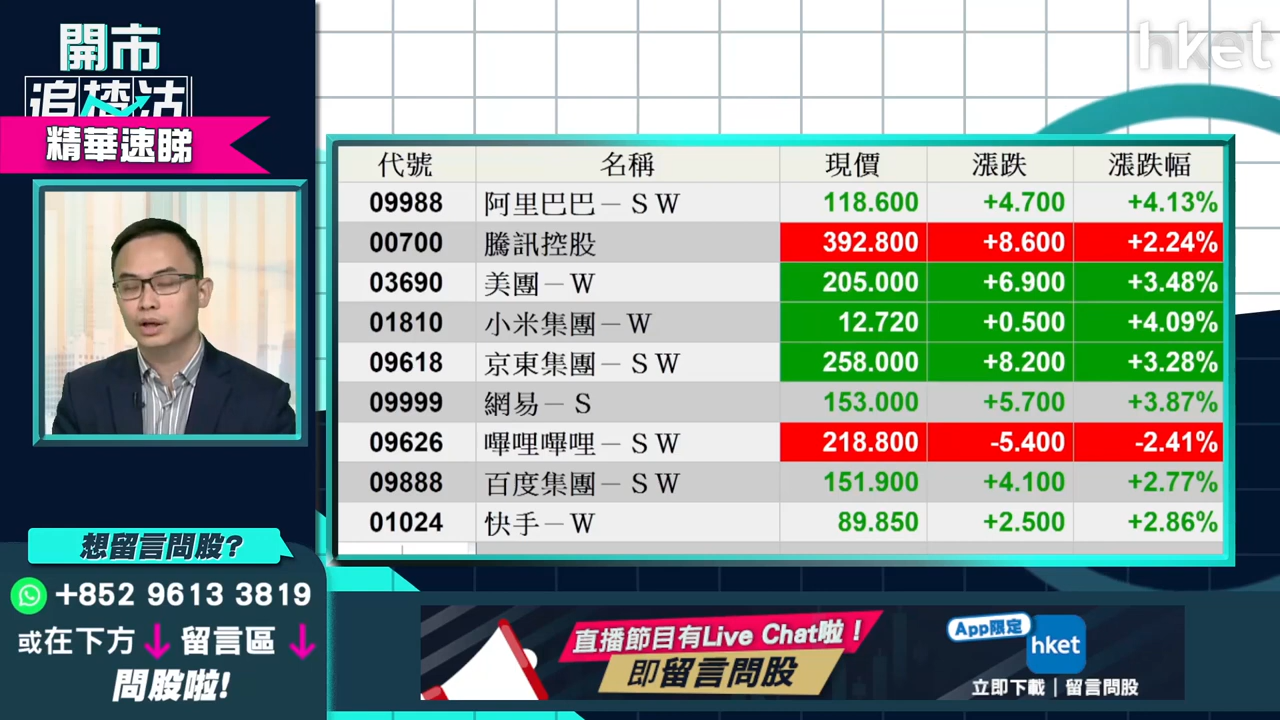 開市
追揸沽
精華速睇
hket
代號 名稱 現價 漲跌 漲跌幅
09988 阿里巴巴－ＳＷ 118.600 +4.700 +4.13%
00700 騰訊控股 392.800 +8.600 +2.24%
03690 美團－Ｗ 205.000 +6.900 +3.48%
01810 小米集團－Ｗ 12.720 +0.500 +4.09%
09618 京東集團－ＳＷ 258.000 +8.200 +3.28%
09999 網易－Ｓ 153.000 +5.700 +3.87%
09626 嗶哩嗶哩－ＳＷ 218.800 -5.400 -2.41%
09888 百度集團－ＳＷ 151.900 +4.100 +2.77%
01024 快手－Ｗ 89.850 +2.500 +2.86%
想留言問股?
+852 9613 3819
或在下方↓留言區↓
問股啦!
直播節目有Live Chat啦！
即留言問股
App限定
hket
立即下載｜留言問股